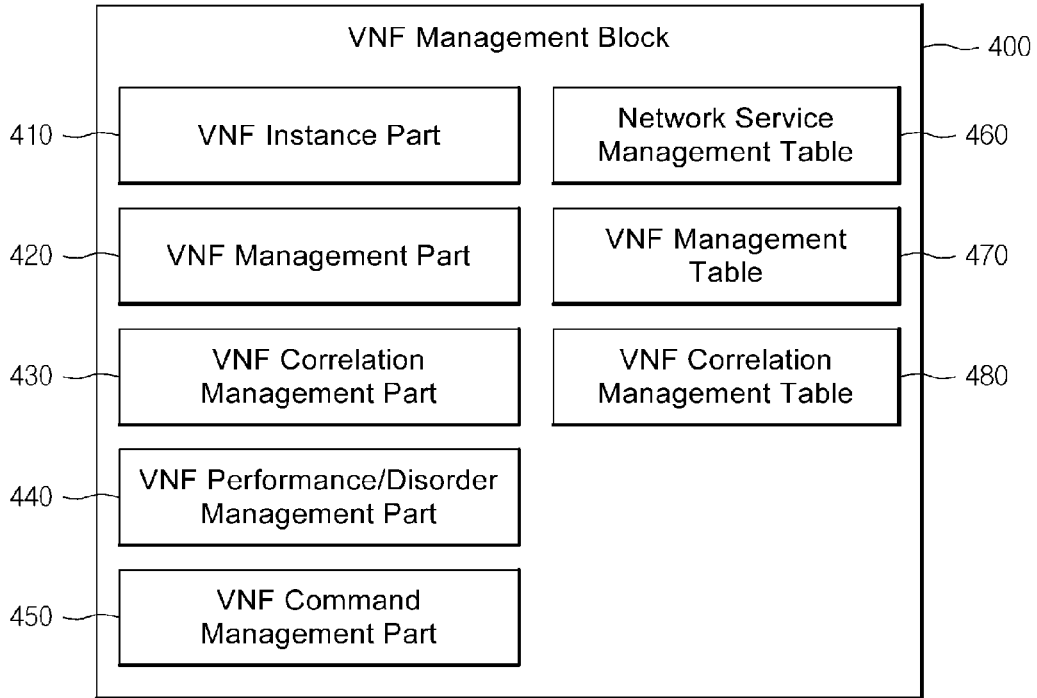 VNF Management Block
400
410
VNF Instance Part
Network Service
Management Table
460
420
VNF Management Part
VNF Management
Table
470
430
VNF Correlation
Management Part
VNF Correlation
Management Table
480
440
VNF Performance/Disorder
Management Part
450
VNF Command
Management Part